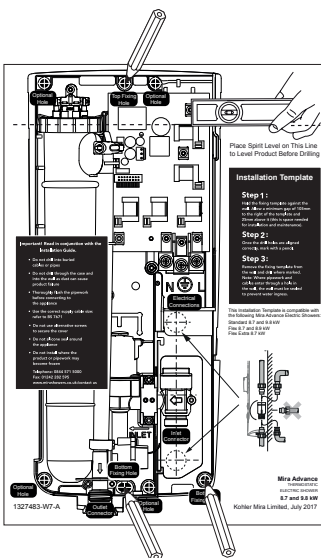 Optional
Hole
Top Fixing
Hole
Optional
Hole
Place Spirit Level on This Line
to Level Product Before Drilling
Installation Template
Step 1:
Hold the fixing template against the
wall. Allow a minimum gap of 105mm
to the right of the template and
25mm above it (this is space needed
for installation and maintenance).
Step 2:
Once the drill holes are aligned
correctly, mark with a pencil.
Step 3:
Remove the fixing template from
the wall and drill where marked.
Note: Where pipework and
cables enter through a hole in
the wall, the wall must be sealed
to prevent water ingress.
Important! Read in conjunction with the
Installation Guide.
• Do not drill into buried
cables or pipes
• Do not drill through the case and
into the wall as dust can cause
product failure
• Thoroughly flush the pipework
before connecting to
the appliance
• Use the correct supply cable size:
refer to BS 7671
• Do not use alternative screws
to secure the cover
• Do not silicone seal around
the appliance
• Do not install where the
product or pipework may
become frozen
Telephone: 0844 571 5000
Fax: 01242 282 595
www.mirashowers.co.uk/contact us
N L
Electrical
Connections
This Installation Template is compatible with
the following Mira Advance Electric Showers:
Standard 8.7 and 9.8 kW
Flex 8.7 and 8.9 kW
Flex Extra 8.7 kW
INLET
Inlet
Connector
Bottom
Fixing Hole
Optional
Hole
Outlet
Connector
Optional
Hole
1327483-W7-A
Mira Advance
THERMOSTATIC
ELECTRIC SHOWER
8.7 and 9.8 kW
Kohler Mira Limited, July 2017